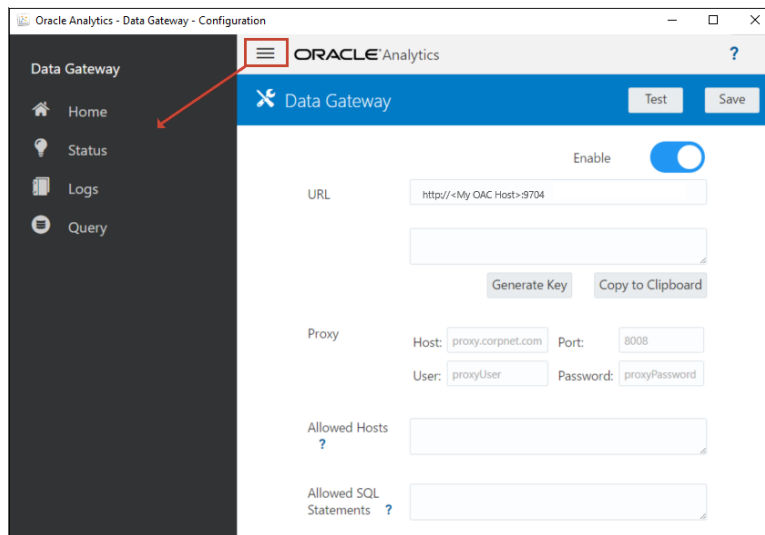 Oracle Analytics - Data Gateway - Configuration
Data Gateway
Home
Status
Logs
Query
ORACLE Analytics
?
Data Gateway
Test
Save
Enable
URL
http://<My OAC Host>:9704
Generate Key
Copy to Clipboard
Proxy
Host: proxy.corpnet.com Port: 8008
User: proxyUser Password: proxyPassword
Allowed Hosts
?
Allowed SQL
Statements ?